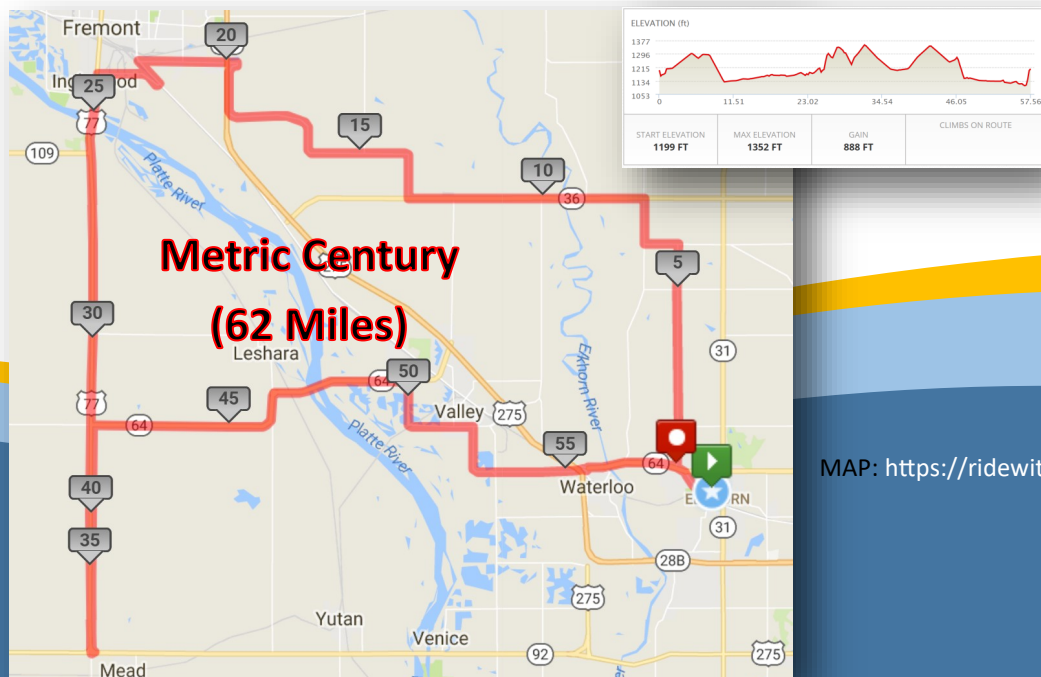 Fremont
20
25
77
109
15
10
36
Platte River
Metric Century
(62 Miles)
5
30
Leshara
Elkhorn River
31
64
50
45
77
64
Valley
275
Platte River
55
64
Waterloo
40
35
31
28B
275
Yutan
Venice
92
275
Mead
ELEVATION (ft)
1377
1296
1215
1134
1053
0 11.51 23.02 34.54 46.05 57.56
START ELEVATION MAX ELEVATION GAIN CLIMBS ON ROUTE
1199 FT 1352 FT 888 FT
MAP: https://ridewit